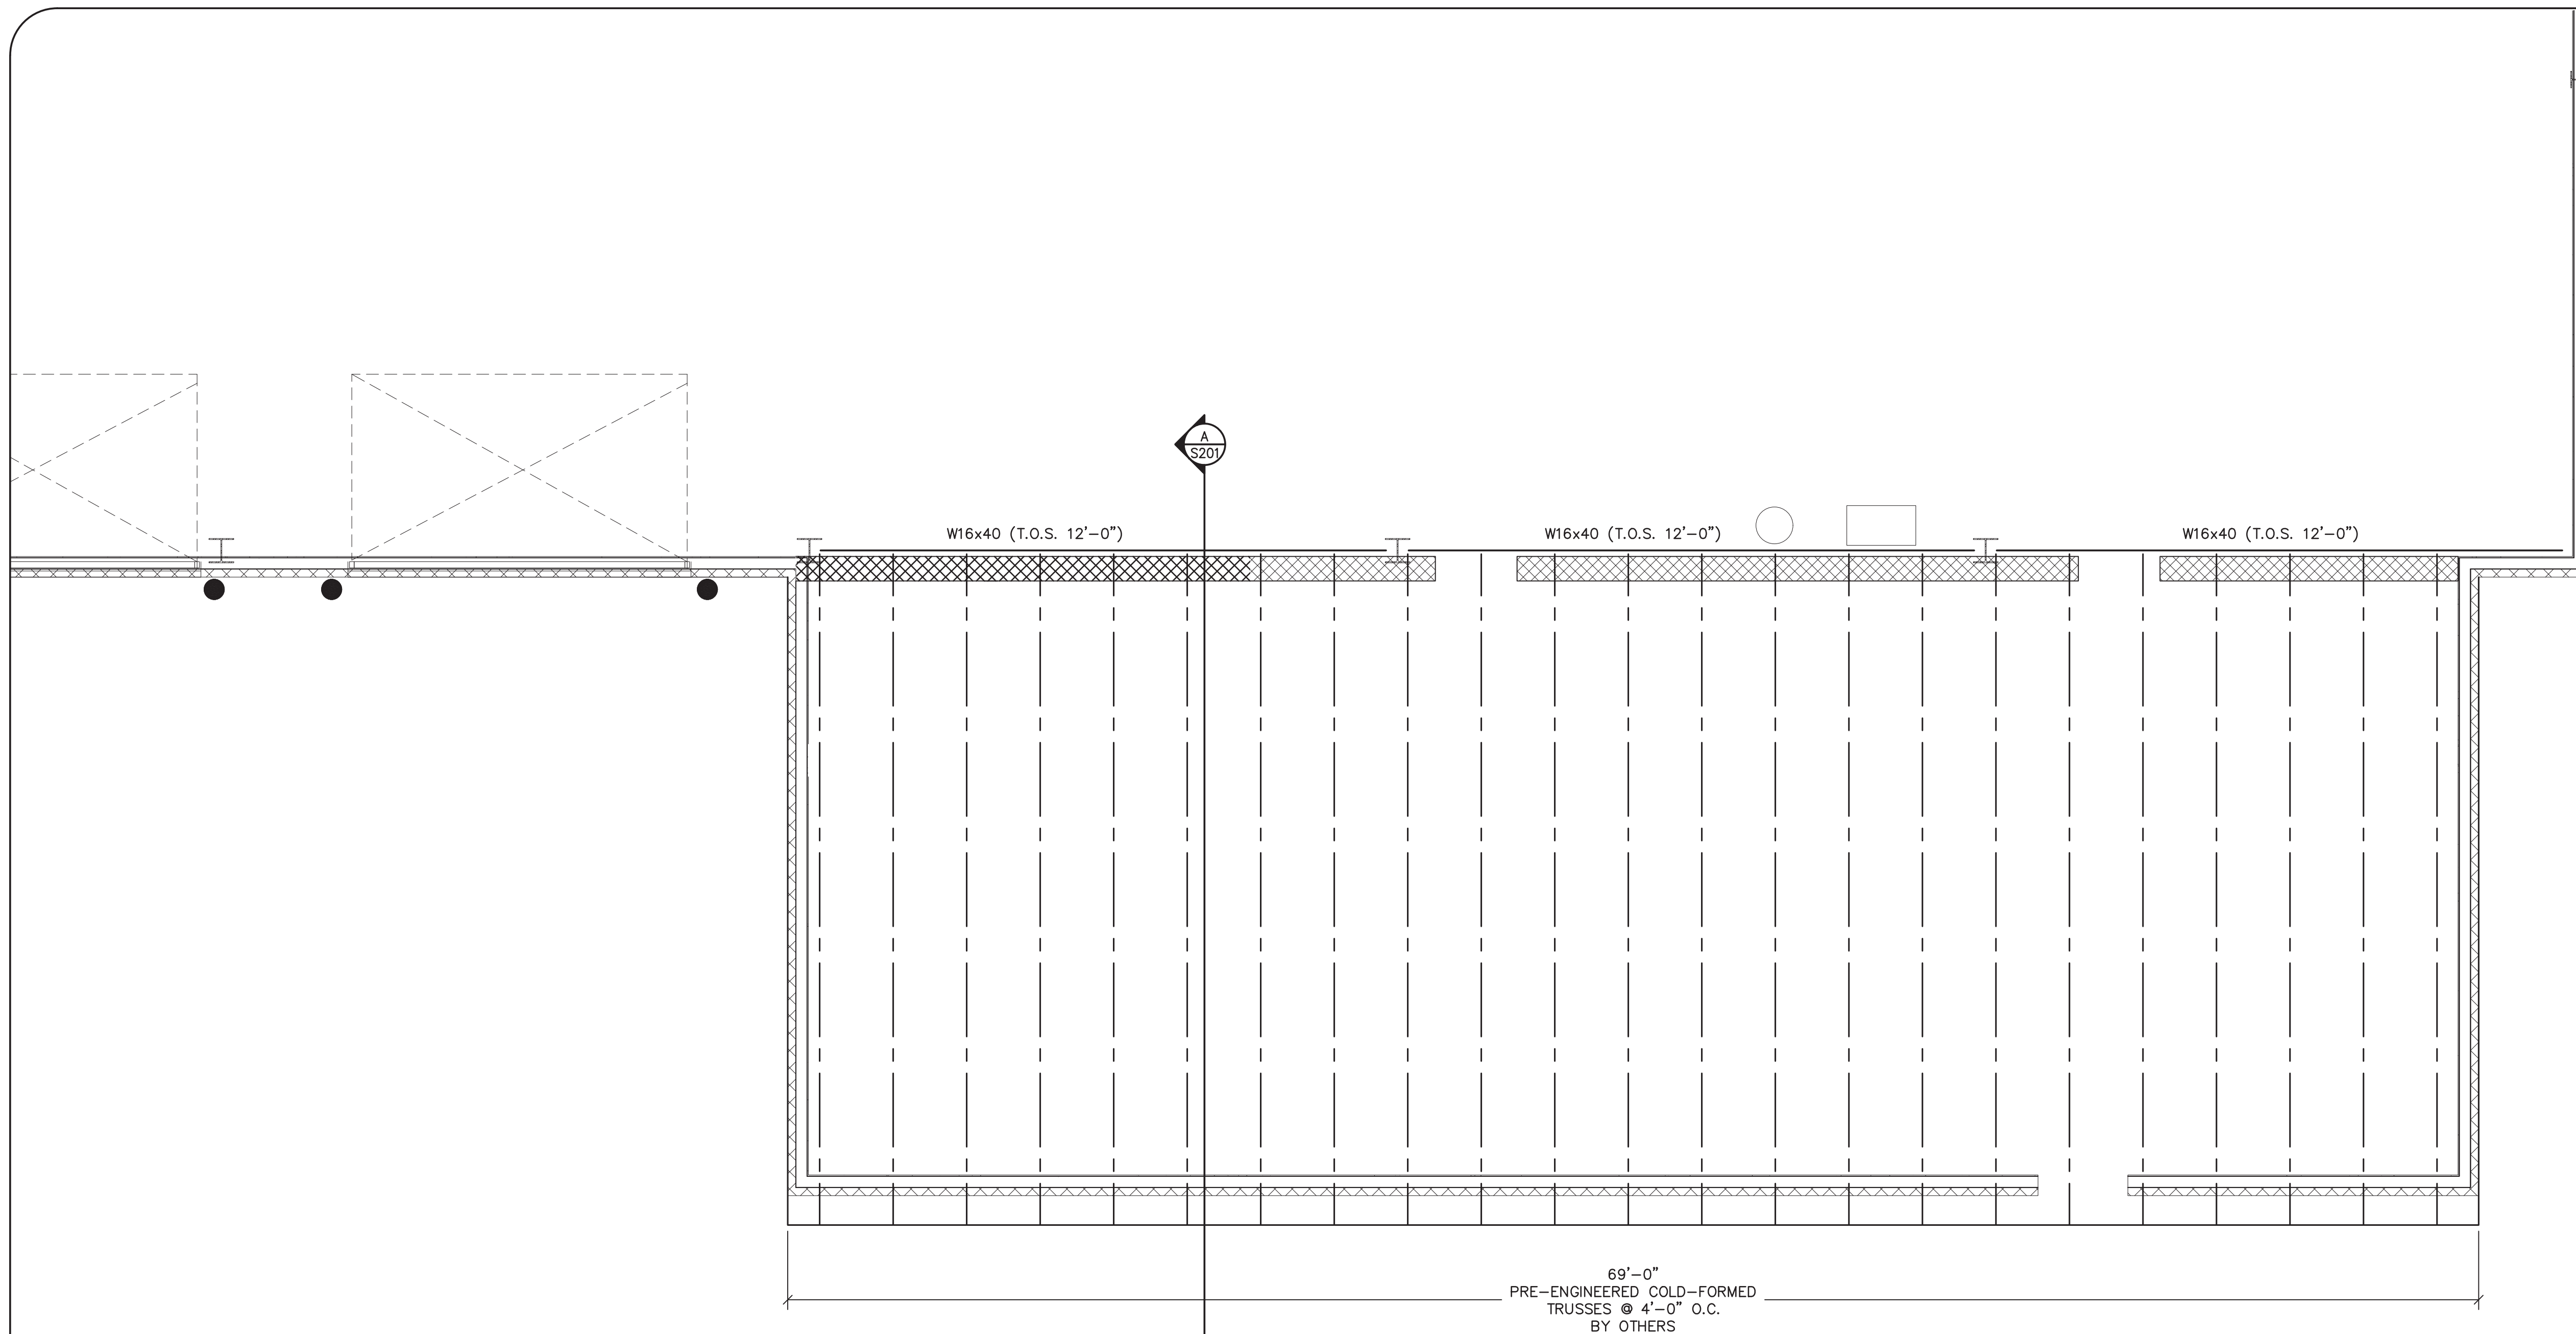 A
S201
W16x40 (T.O.S. 12'-0")
W16x40 (T.O.S. 12'-0")
W16x40 (T.O.S. 12'-0")
69'-0"
PRE-ENGINEERED COLD-FORMED
TRUSSES @ 4'-0" O.C.
BY OTHERS